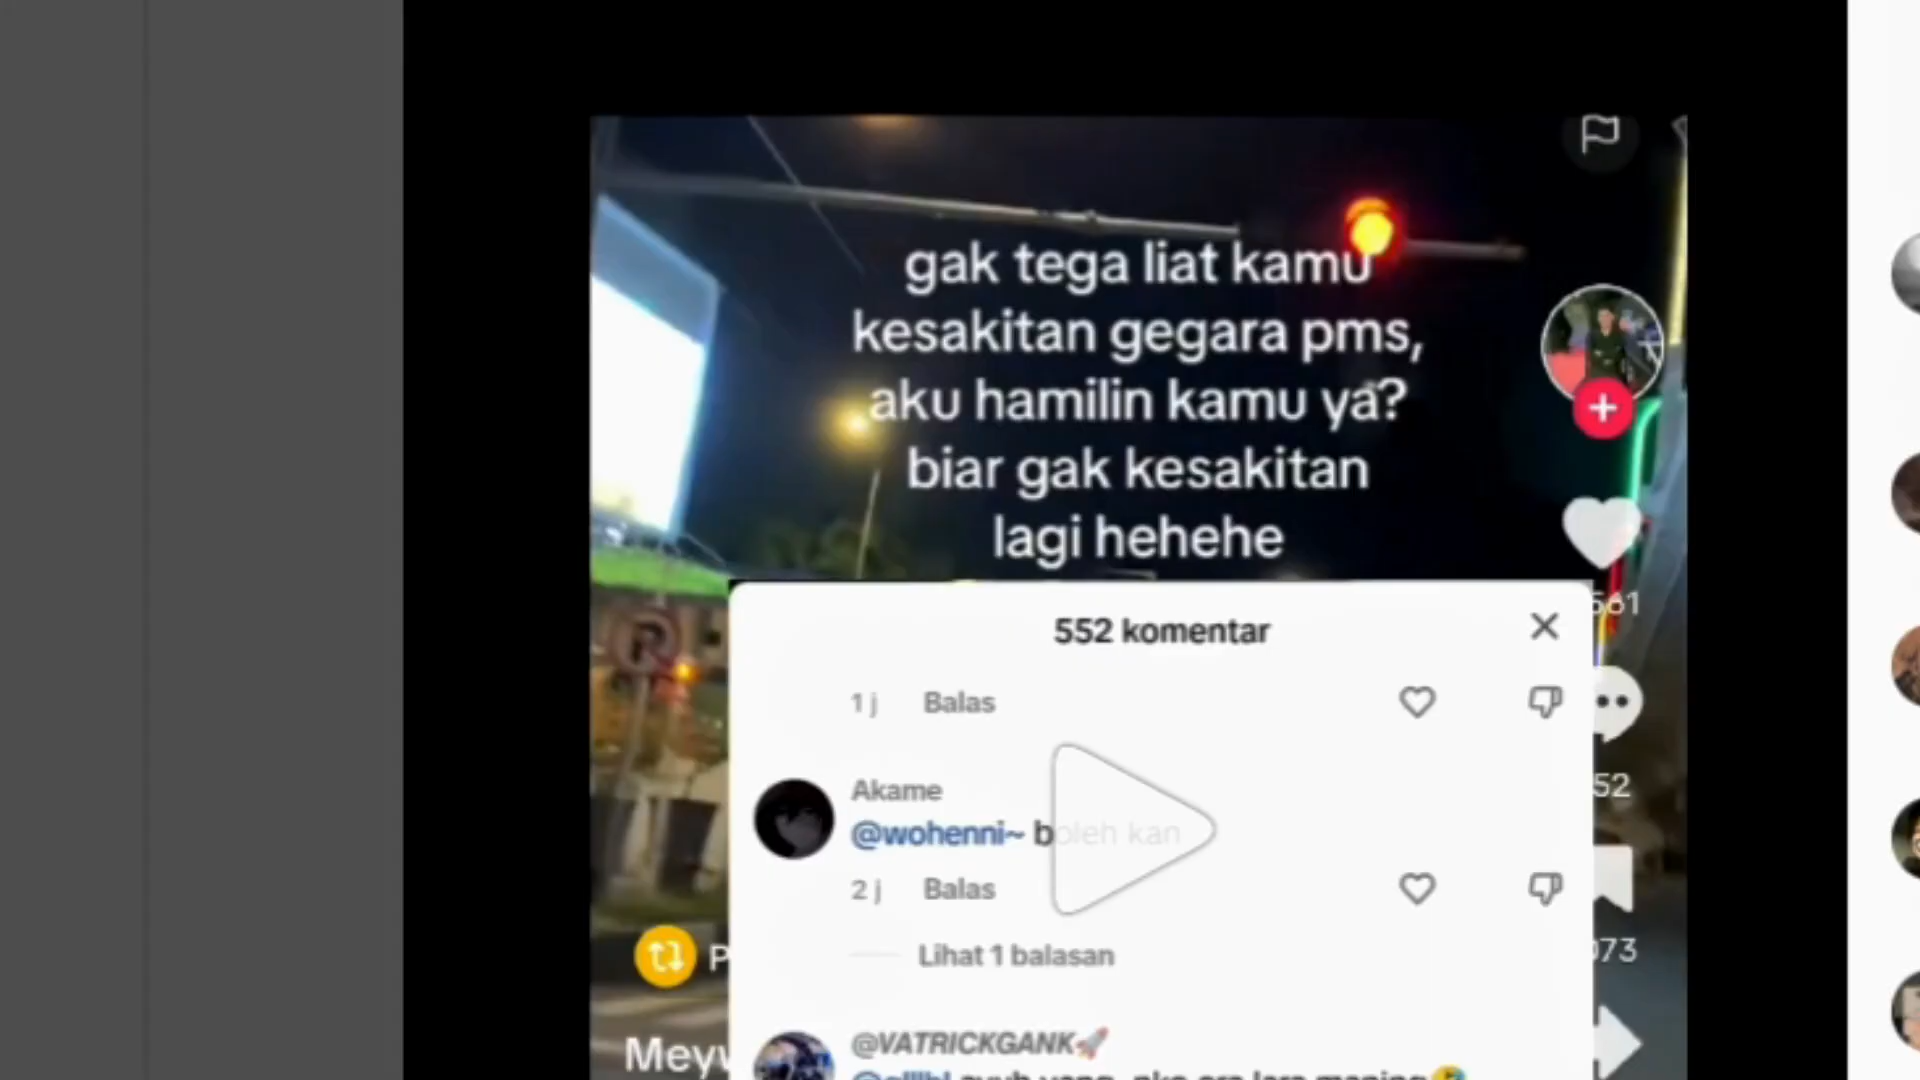 gak tega liat kamu
kesakitan gegara pms,
aku hamilin kamu ya?
biar gak kesakitan
lagi hehehe
552 komentar
1 j Balas
Akame
@wohenni~ boleh kan
2 j Balas
Lihat 1 balasan
@VATRICKGANK🚀